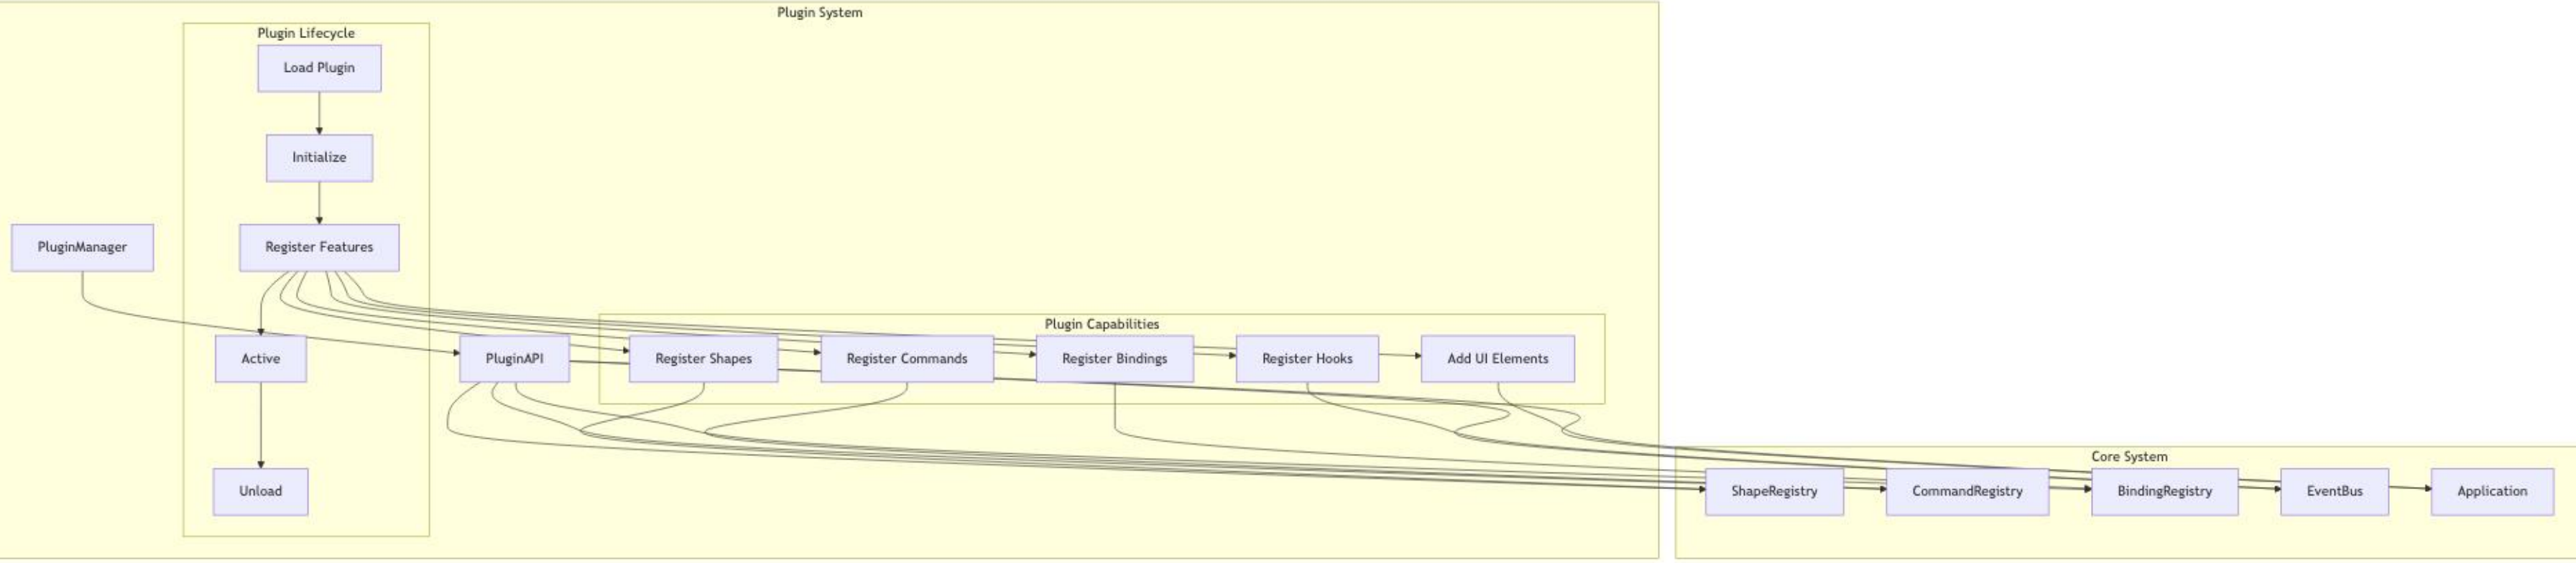 Plugin System
Plugin Lifecycle
Load Plugin
Initialize
PluginManager
Register Features
Plugin Capabilities
Active
PluginAPI
Register Shapes
Register Commands
Register Bindings
Register Hooks
Add UI Elements
Core System
Unload
ShapeRegistry
CommandRegistry
BindingRegistry
EventBus
Application